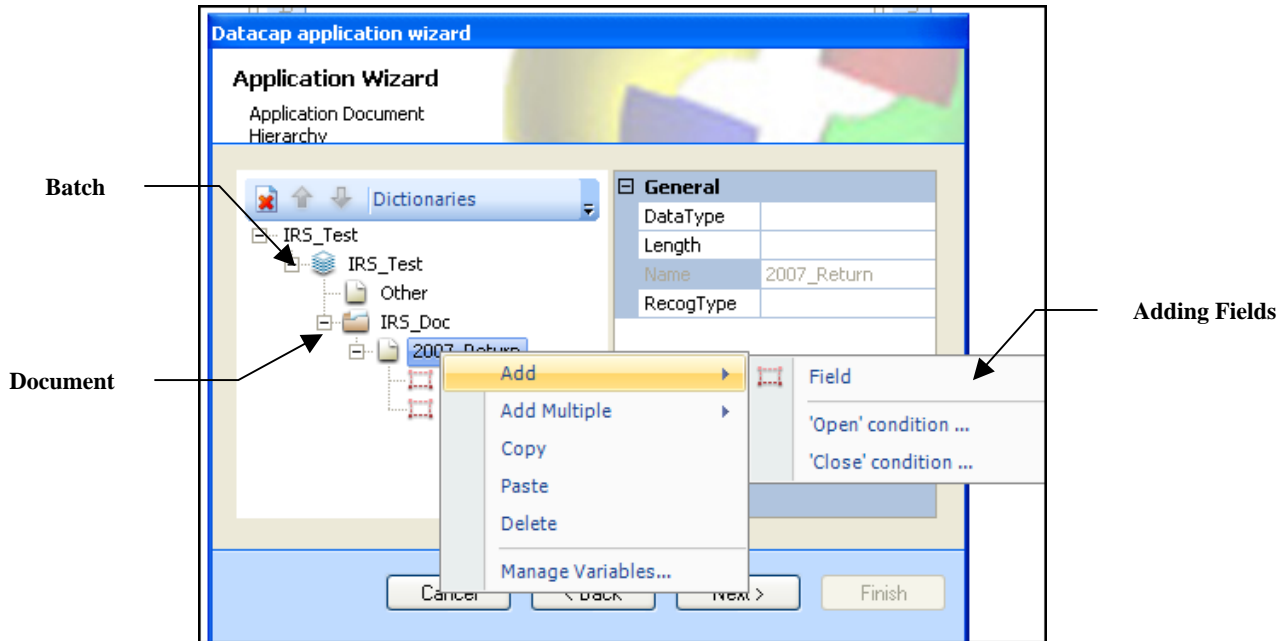 Datacap application wizard
Application Wizard
Application Document
Hierarchy
Batch
Document
Adding Fields
Dictionaries
IRS_Test
IRS_Test
Other
IRS_Doc
2007_Return
General
DataType
Length
Name 2007_Return
RecogType
Add
Add Multiple
Copy
Paste
Delete
Manage Variables...
Field
'Open' condition ...
'Close' condition ...
Cancel
< Back
Next >
Finish